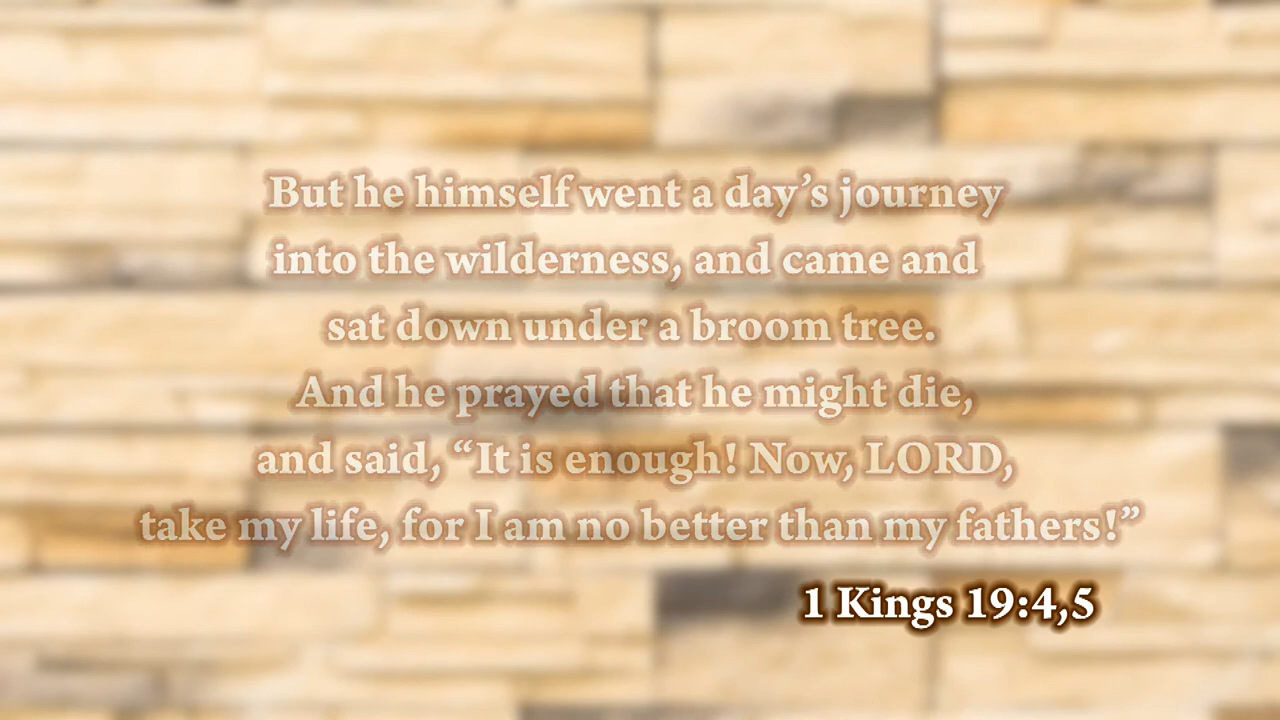 But he himself went a day’s journey
into the wilderness, and came and
sat down under a broom tree.
And he prayed that he might die,
and said, “It is enough! Now, LORD,
take my life, for I am no better than my fathers!”
1 Kings 19:4,5